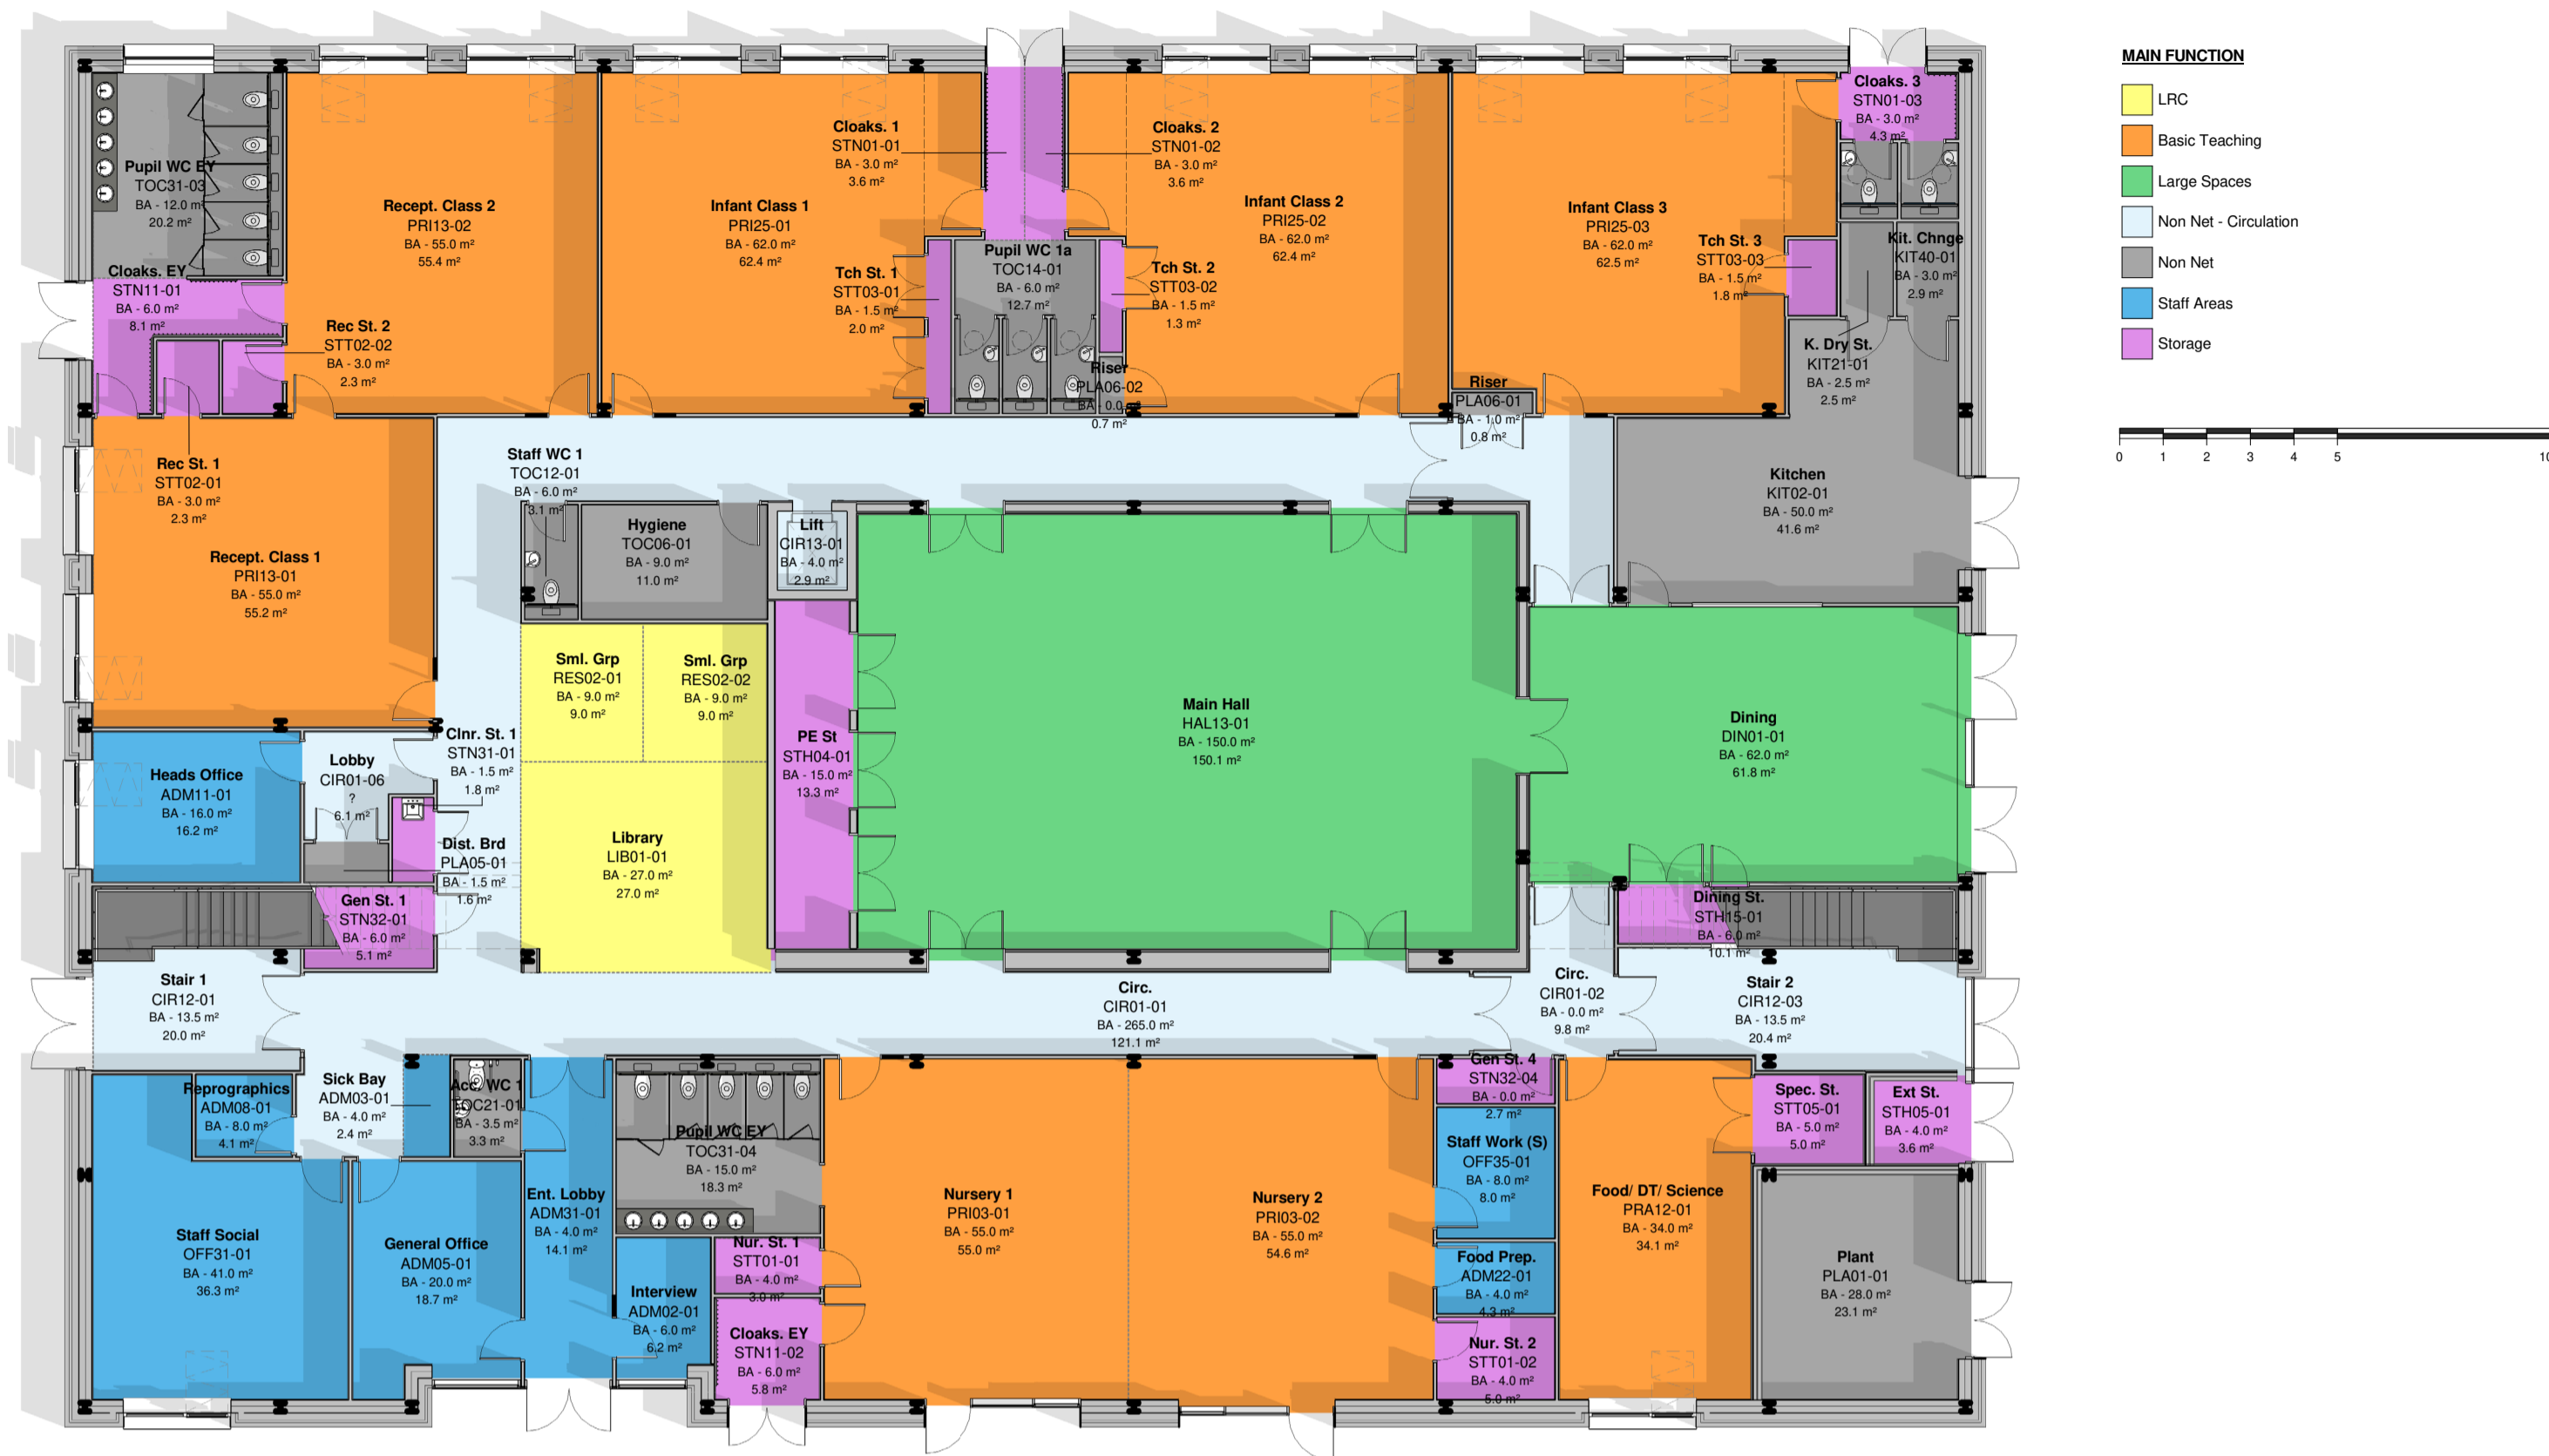 MAIN FUNCTION
LRC
Basic Teaching
Large Spaces
Non Net - Circulation
Non Net
Staff Areas
Storage
0 1 2 3 4 5 10
Pupil WC EY
TOC31-03
BA - 12.0 m²
20.2 m²
Cloaks. EY
STN11-01
BA - 6.0 m²
8.1 m²
Rec St. 2
STT02-02
BA - 3.0 m²
2.3 m²
Recept. Class 2
PRI13-02
BA - 55.0 m²
55.4 m²
Infant Class 1
PRI25-01
BA - 62.0 m²
62.4 m²
Cloaks. 1
STN01-01
BA - 3.0 m²
3.6 m²
Tch St. 1
STT03-01
BA - 1.5 m²
2.0 m²
Cloaks. 2
STN01-02
BA - 3.0 m²
3.6 m²
Pupil WC 1a
TOC14-01
BA - 6.0 m²
12.7 m²
Tch St. 2
STT03-02
BA - 1.5 m²
1.3 m²
Riser
PLA06-02
BA - 0.0 m²
0.7 m²
Infant Class 2
PRI25-02
BA - 62.0 m²
62.4 m²
Infant Class 3
PRI25-03
BA - 62.0 m²
62.5 m²
Tch St. 3
STT03-03
BA - 1.5 m²
1.8 m²
Cloaks. 3
STN01-03
BA - 3.0 m²
4.3 m²
Kit. Chnge
KIT40-01
BA - 3.0 m²
2.9 m²
K. Dry St.
KIT21-01
BA - 2.5 m²
2.5 m²
Riser
PLA06-01
BA - 1.0 m²
0.8 m²
Rec St. 1
STT02-01
BA - 3.0 m²
2.3 m²
Recept. Class 1
PRI13-01
BA - 55.0 m²
55.2 m²
Staff WC 1
TOC12-01
BA - 6.0 m²
3.1 m²
Hygiene
TOC06-01
BA - 9.0 m²
11.0 m²
Lift
CIR13-01
BA - 4.0 m²
2.9 m²
Kitchen
KIT02-01
BA - 50.0 m²
41.6 m²
Sml. Grp
RES02-01
BA - 9.0 m²
9.0 m²
Sml. Grp
RES02-02
BA - 9.0 m²
9.0 m²
PE St
STH04-01
BA - 15.0 m²
13.3 m²
Main Hall
HAL13-01
BA - 150.0 m²
150.1 m²
Dining
DIN01-01
BA - 62.0 m²
61.8 m²
Heads Office
ADM11-01
BA - 16.0 m²
16.2 m²
Lobby
CIR01-06
?
6.1 m²
Clnr. St. 1
STN31-01
BA - 1.5 m²
1.8 m²
Dist. Brd
PLA05-01
BA - 1.5 m²
1.6 m²
Library
LIB01-01
BA - 27.0 m²
27.0 m²
Gen St. 1
STN32-01
BA - 6.0 m²
5.1 m²
Dining St.
STH15-01
BA - 6.0 m²
10.1 m²
Stair 1
CIR12-01
BA - 13.5 m²
20.0 m²
Circ.
CIR01-01
BA - 265.0 m²
121.1 m²
Circ.
CIR01-02
BA - 0.0 m²
9.8 m²
Stair 2
CIR12-03
BA - 13.5 m²
20.4 m²
Reprographics
ADM08-01
BA - 8.0 m²
4.1 m²
Sick Bay
ADM03-01
BA - 4.0 m²
2.4 m²
Acc. WC 1
TOC21-01
BA - 3.5 m²
3.3 m²
Pupil WC EY
TOC31-04
BA - 15.0 m²
18.3 m²
Gen St. 4
STN32-04
BA - 0.0 m²
2.7 m²
Staff Work (S)
OFF35-01
BA - 8.0 m²
8.0 m²
Spec. St.
STT05-01
BA - 5.0 m²
5.0 m²
Ext St.
STH05-01
BA - 4.0 m²
3.6 m²
Staff Social
OFF31-01
BA - 41.0 m²
36.3 m²
General Office
ADM05-01
BA - 20.0 m²
18.7 m²
Ent. Lobby
ADM31-01
BA - 4.0 m²
14.1 m²
Interview
ADM02-01
BA - 6.0 m²
6.2 m²
Nur. St. 1
STT01-01
BA - 4.0 m²
3.0 m²
Cloaks. EY
STN11-02
BA - 6.0 m²
5.8 m²
Nursery 1
PRI03-01
BA - 55.0 m²
55.0 m²
Nursery 2
PRI03-02
BA - 55.0 m²
54.6 m²
Food Prep.
ADM22-01
BA - 4.0 m²
4.3 m²
Nur. St. 2
STT01-02
BA - 4.0 m²
5.0 m²
Food/ DT/ Science
PRA12-01
BA - 34.0 m²
34.1 m²
Plant
PLA01-01
BA - 28.0 m²
23.1 m²